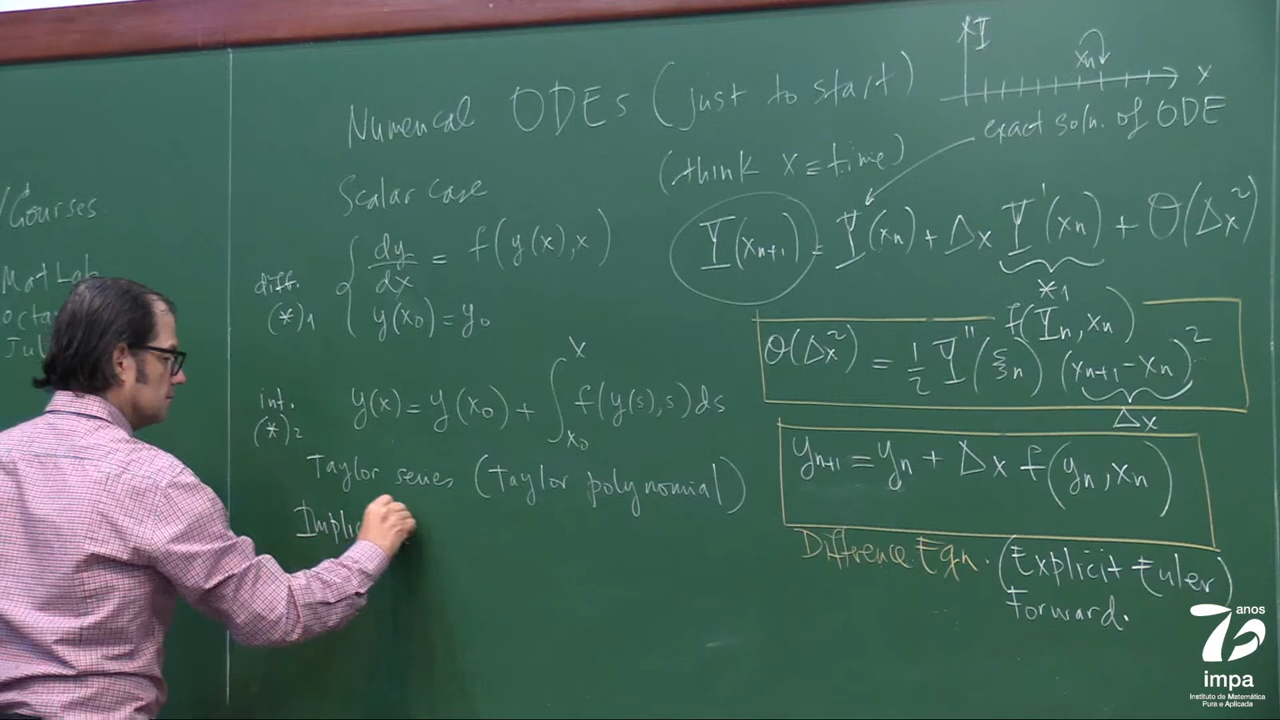 /Courses
MatLab
Numerical ODEs (just to start)
(think x = time)
Scalar case
diff. (*)₁ { dy/dx = f(y(x), x)
y(x₀) = y₀
int. (*)₂ y(x) = y(x₀) + ∫_{x₀}^{x} f(y(s), s) ds
Taylor series (Taylor polynomial)
Implic
Y xₙ x
exact soln. of ODE
Y(xₙ₊₁) = Y(xₙ) + Δx Y'(xₙ) + O(Δx²)
*₁
f(Yₙ, xₙ)
O(Δx²) = 1/2 Y''(ξₙ) (xₙ₊₁ - xₙ)²
Δx
yₙ₊₁ = yₙ + Δx f(yₙ, xₙ)
Difference Eqn. (Explicit Euler)
Forward.
anos
impa
Instituto de Matemática
Pura e Aplicada